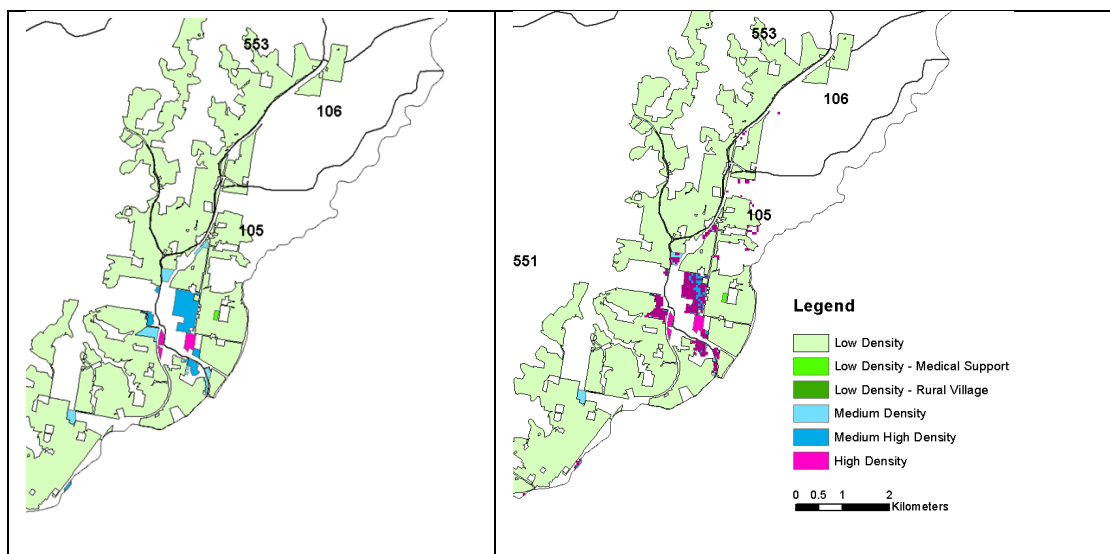 553
106
105
553
106
105
551
Legend
Low Density
Low Density - Medical Support
Low Density - Rural Village
Medium Density
Medium High Density
High Density
0 0.5 1 2
Kilometers